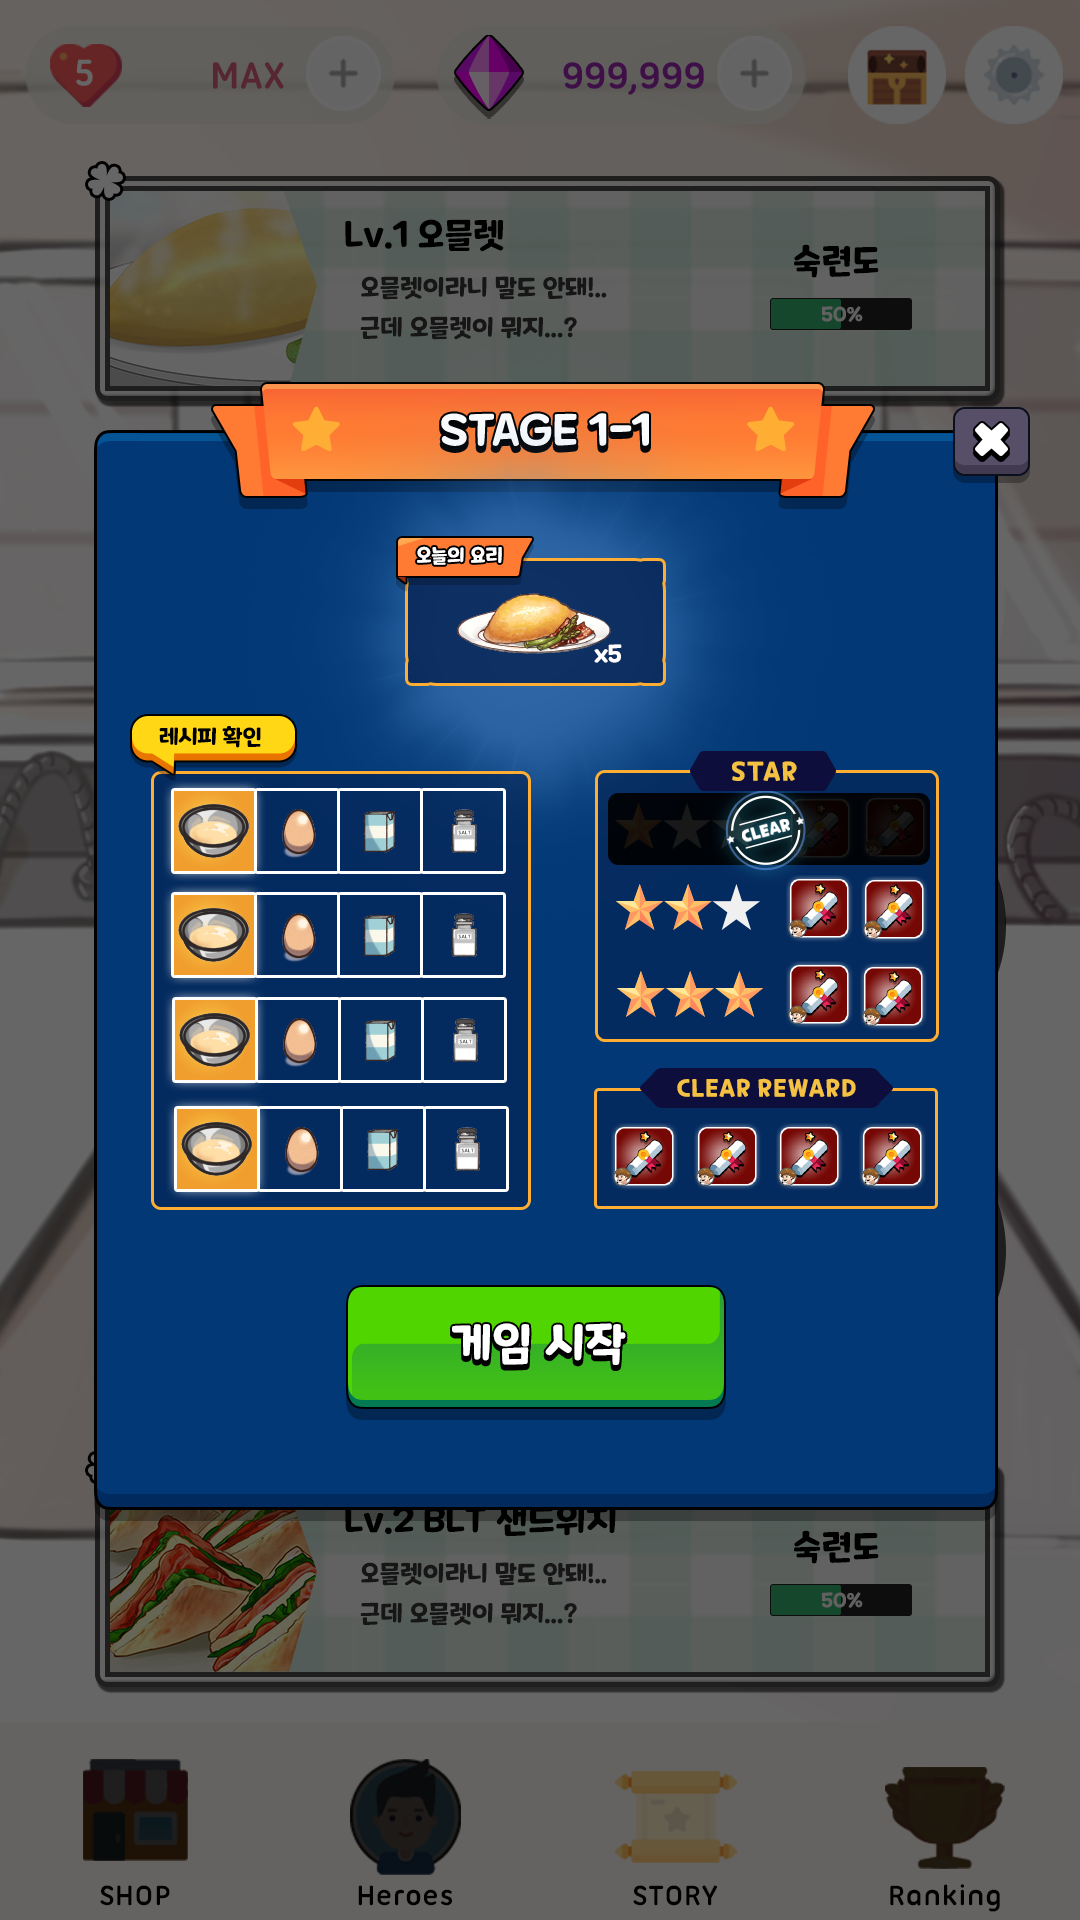 5
MAX
999,999
Lv.1 오믈렛
오믈렛이라니 말도 안돼!..
근데 오믈렛이 뭐지...?
숙련도
50%
STAGE 1-1
오늘의 요리
x5
레시피 확인
SALT
SALT
SALT
SALT
STAR
CLEAR
CLEAR REWARD
게임 시작
Lv.2 BLT 샌드위치
오믈렛이라니 말도 안돼!..
근데 오믈렛이 뭐지...?
숙련도
50%
SHOP
Heroes
STORY
Ranking